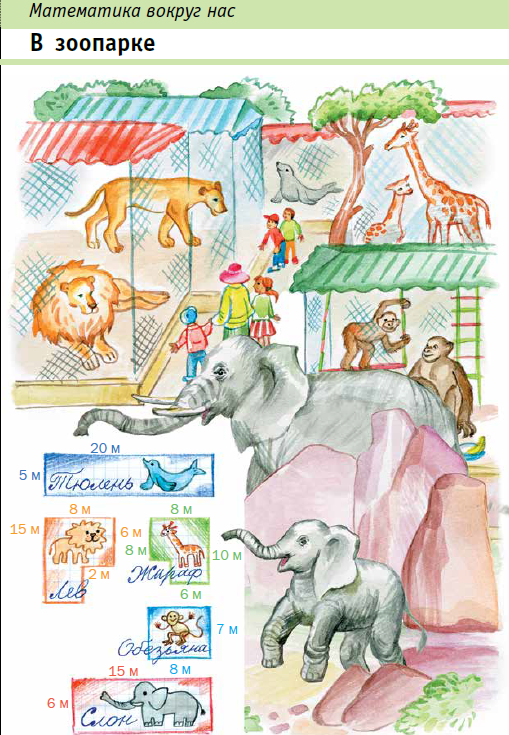 Математика вокруг нас
В зоопарке
20 м
5 м
Тюлень
8 м
15 м
2 м
Лев
8 м
6 м
8 м
10 м
Жираф
6 м
7 м
Обезьяна
8 м
15 м
6 м
Слон